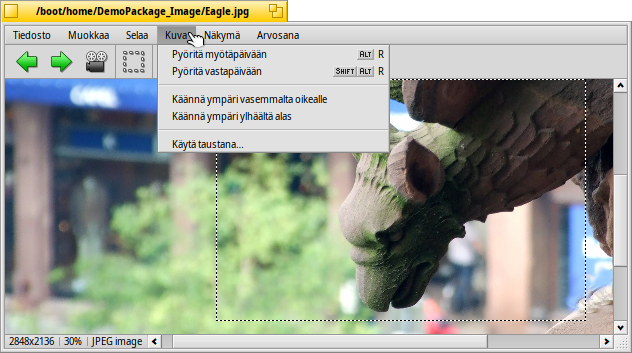 /boot/home/DemoPackage_Image/Eagle.jpg
Tiedosto Muokkaa Selaa Kuvat Näkymä Arvosana
Pyöritä myötäpäivään ALT R
Pyöritä vastapäivään SHIFT ALT R
Käännä ympäri vasemmalta oikealle
Käännä ympäri ylhäältä alas
Käytä taustana...
2848x2136 30% JPEG image